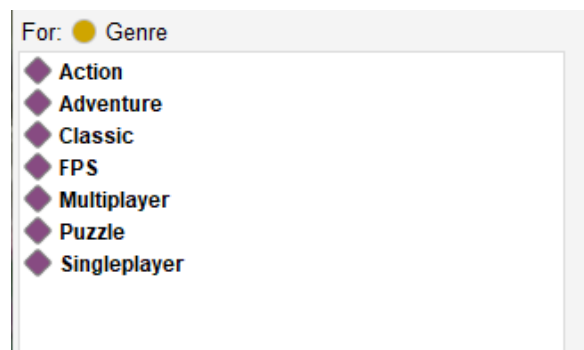 For: Genre
Action
Adventure
Classic
FPS
Multiplayer
Puzzle
Singleplayer